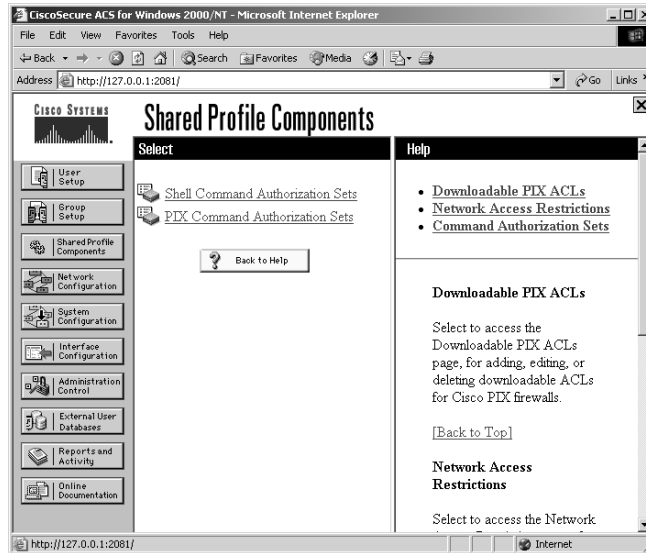 CiscoSecure ACS for Windows 2000/NT - Microsoft Internet Explorer
File Edit View Favorites Tools Help
Back Search Favorites Media
Address http://127.0.0.1:2081/ Go Links
CISCO SYSTEMS
Shared Profile Components
User Setup
Group Setup
Shared Profile Components
Network Configuration
System Configuration
Interface Configuration
Administration Control
External User Databases
Reports and Activity
Online Documentation
Select
Shell Command Authorization Sets
PIX Command Authorization Sets
? Back to Help
Help
• Downloadable PIX ACLs
• Network Access Restrictions
• Command Authorization Sets
Downloadable PIX ACLs
Select to access the
Downloadable PIX ACLs
page, for adding, editing, or
deleting downloadable ACLs
for Cisco PIX firewalls.
[Back to Top]
Network Access
Restrictions
Select to access the Network
http://127.0.0.1:2081/ Internet